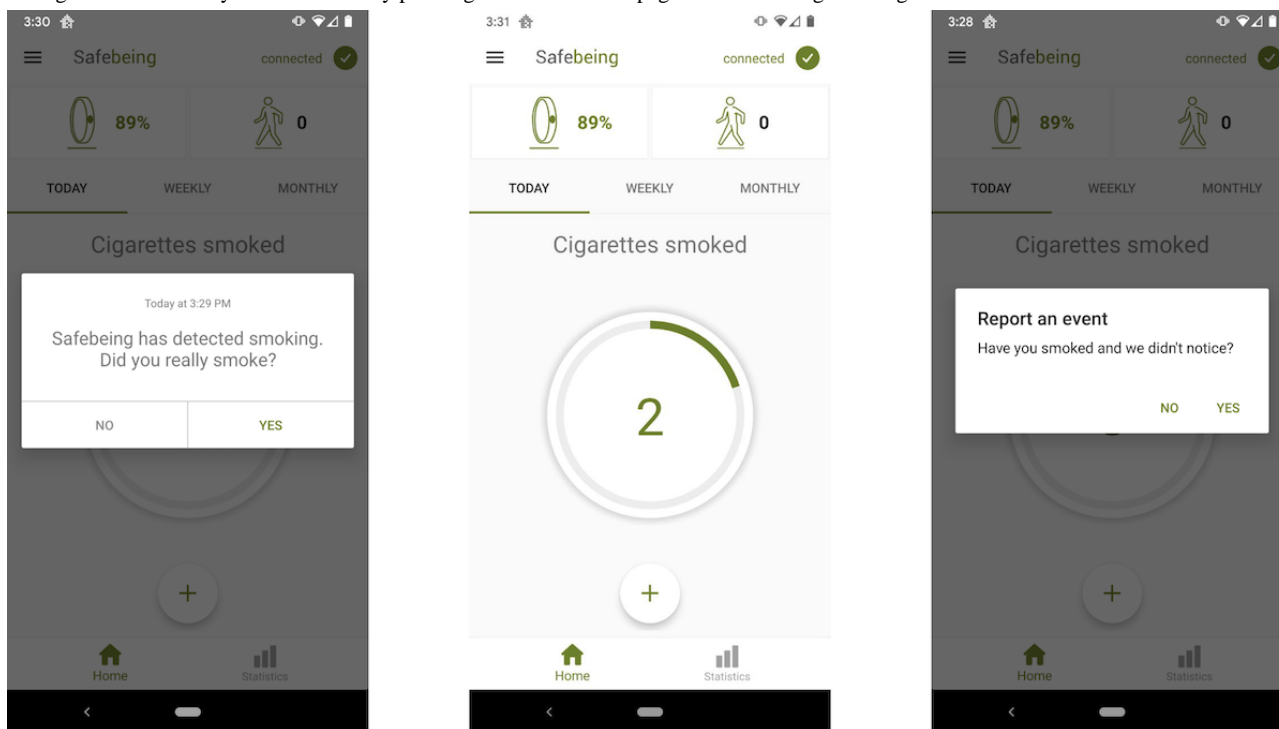 3:30
Safebeing
connected
89%
TODAY
WEEKLY
MONTHLY
Cigarettes smoked
Today at 3:29 PM
Safebeing has detected smoking.
Did you really smoke?
NO
YES
+
Home
Statistics
3:31
Safebeing
connected
89%
0
TODAY
WEEKLY
MONTHLY
Cigarettes smoked
2
+
Home
Statistics
3:28
Safebeing
connected
89%
0
TODAY
WEEKLY
MONTHLY
Cigarettes smoked
Report an event
Have you smoked and we didn't notice?
NO
YES
+
Home
Statistics